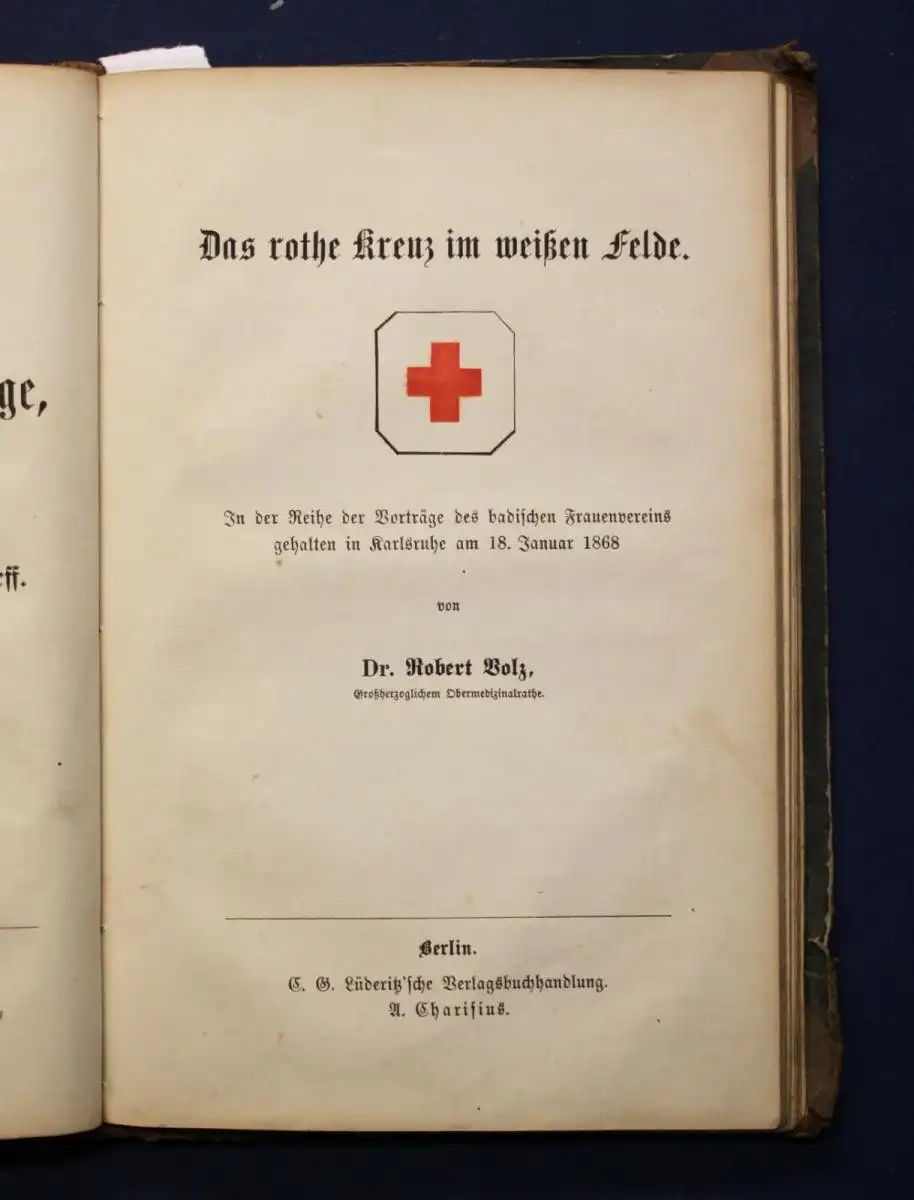 ge,
eff.
Das rothe Kreuz im weißen Felde.
In der Reihe der Vorträge des badischen Frauenvereins
gehalten in Karlsruhe am 18. Januar 1868
von
Dr. Robert Volz,
Großherzoglichem Obermedizinalrathe.
Berlin.
C. G. Lüderitz'sche Verlagsbuchhandlung.
A. Charisius.